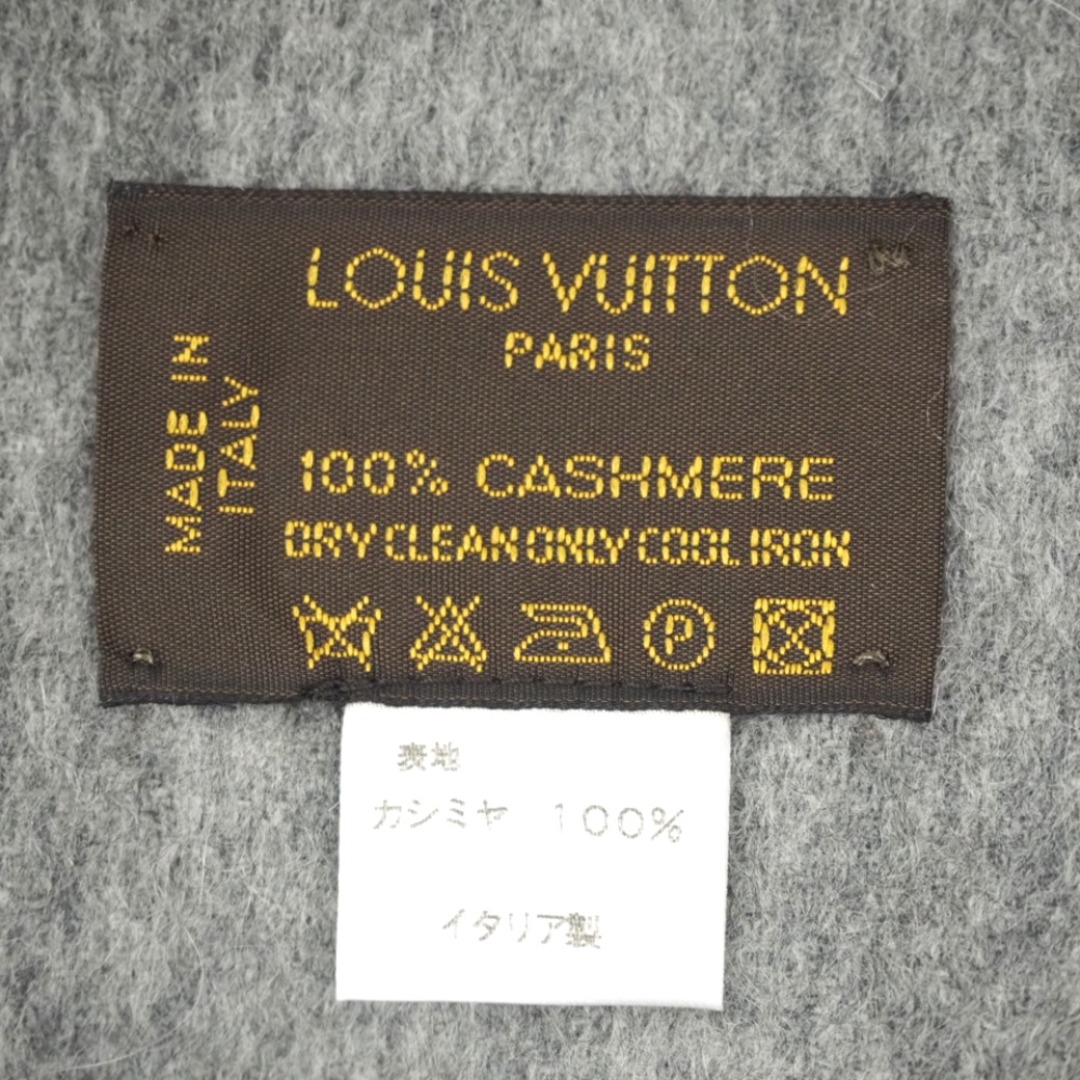 LOUIS VUITTON
PARIS
MADE IN
ITALY
100% CASHMERE
DRY CLEAN ONLY COOL IRON
P
表地
カシミヤ 100%
イタリア製